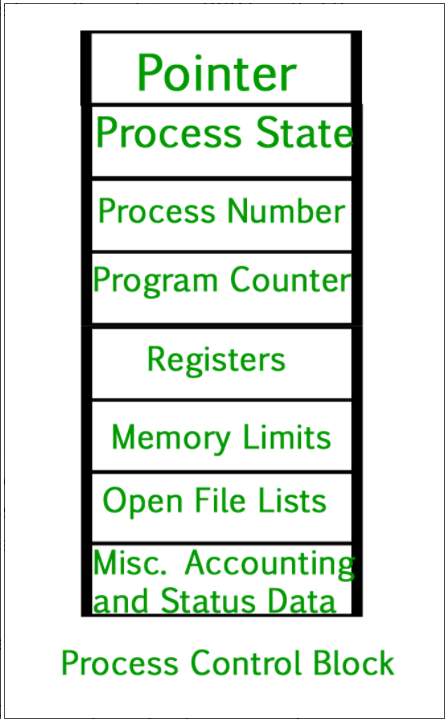 Pointer
Process State
Process Number
Program Counter
Registers
Memory Limits
Open File Lists
Misc. Accounting
and Status Data
Process Control Block